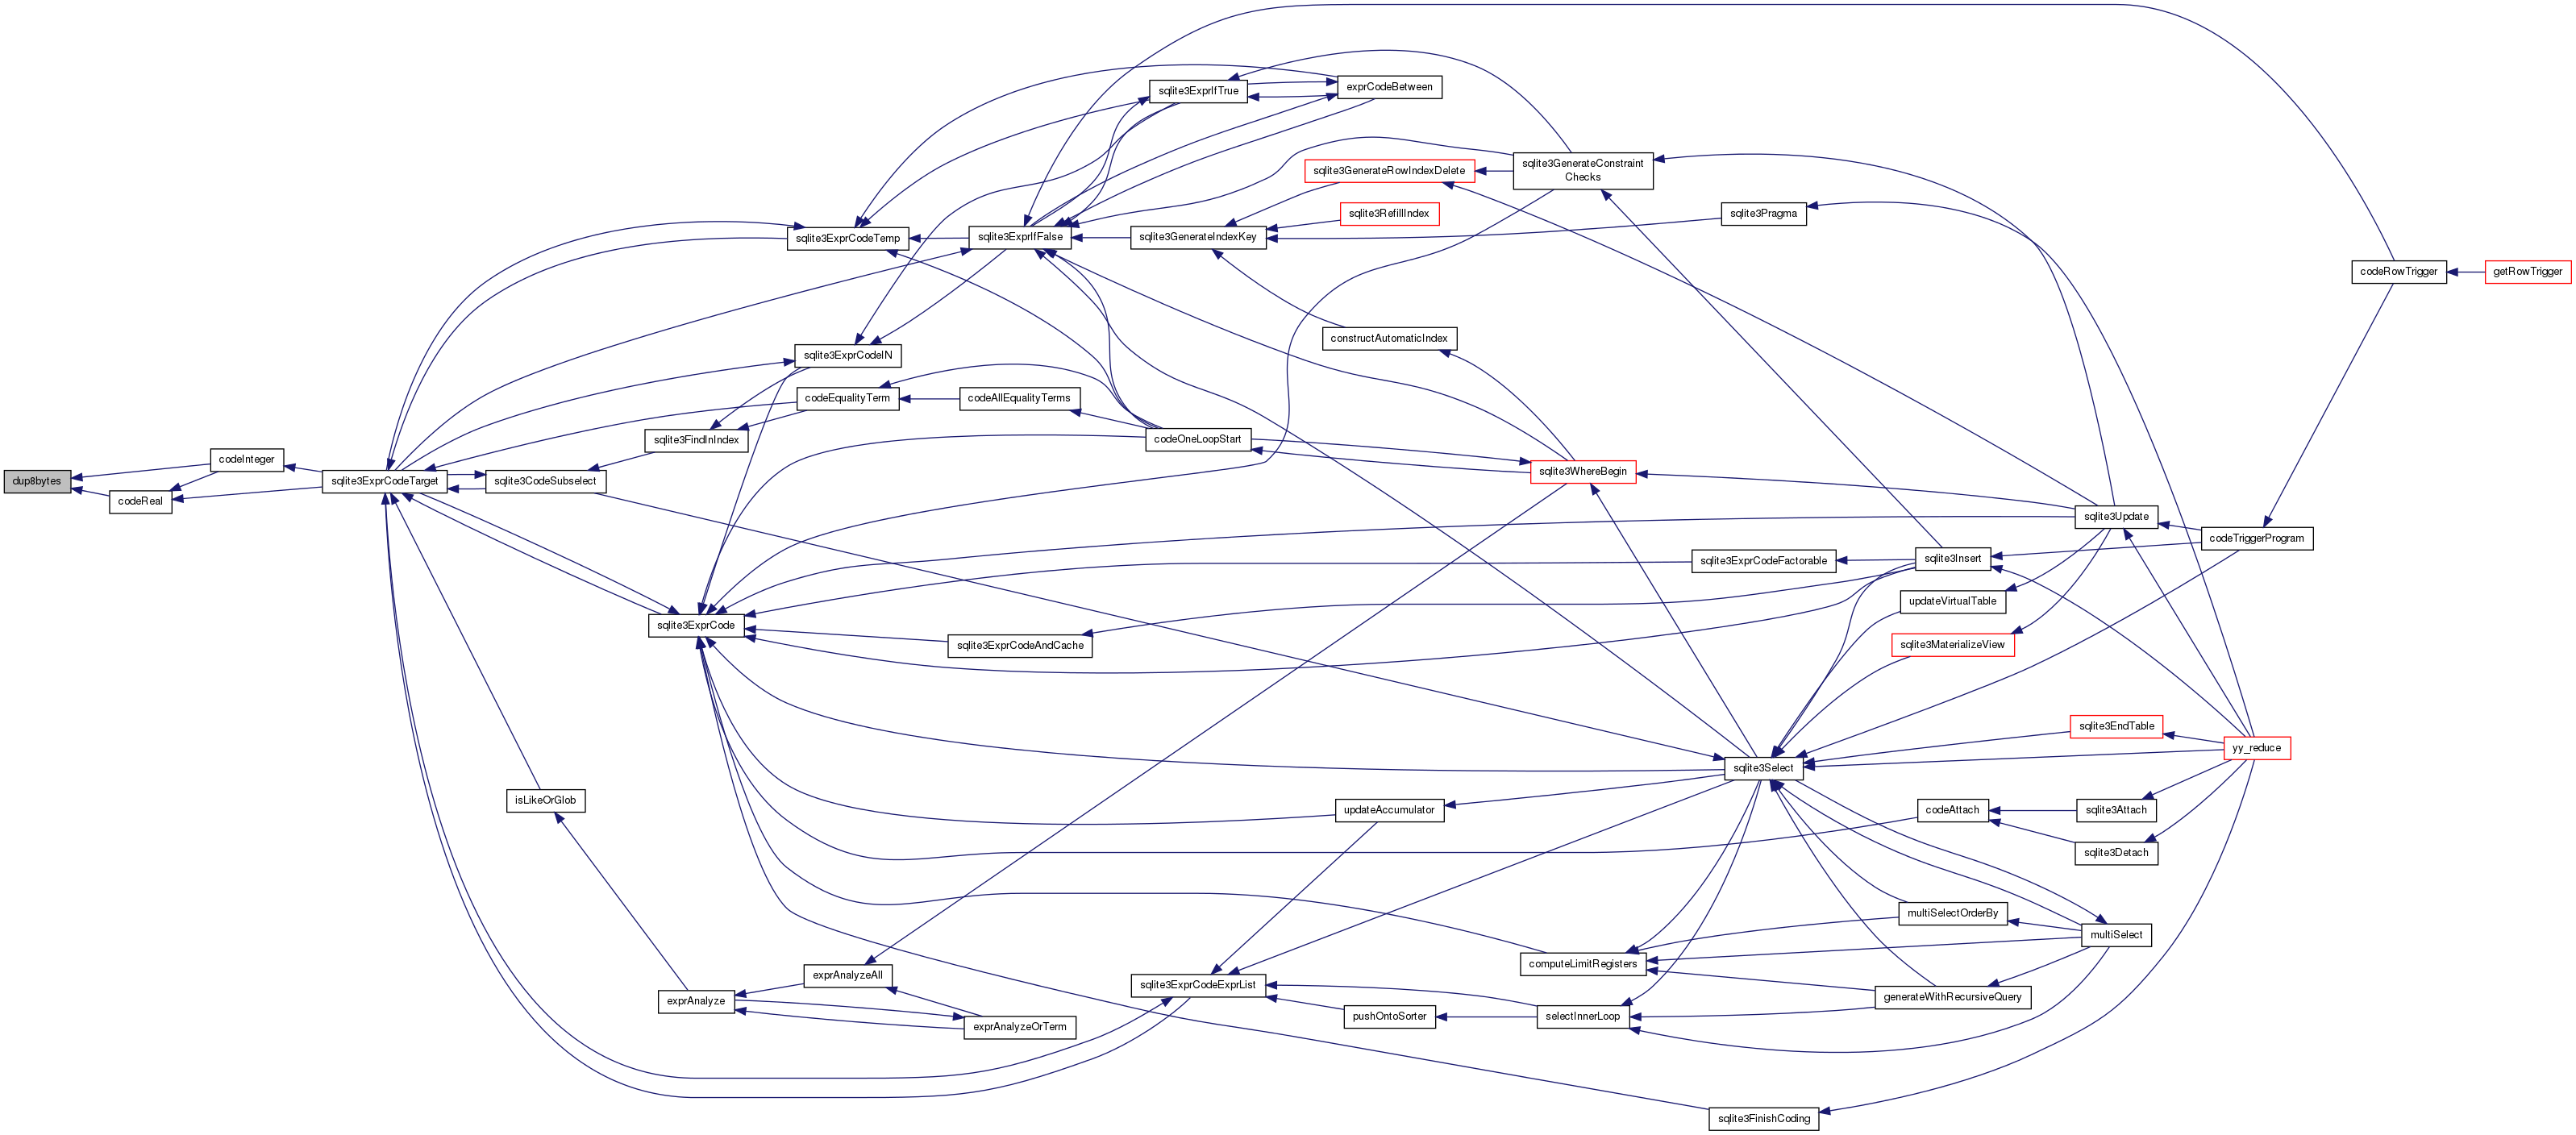 dup8bytes
codeInteger
codeReal
sqlite3ExprCodeTarget
sqlite3CodeSubselect
isLikeOrGlob
sqlite3FindInIndex
sqlite3ExprCode
exprAnalyze
sqlite3ExprCodeTemp
sqlite3ExprCodeIN
codeEqualityTerm
exprAnalyzeAll
sqlite3ExprIfFalse
codeAllEqualityTerms
sqlite3ExprCodeAndCache
exprAnalyzeOrTerm
sqlite3ExprIfTrue
sqlite3GenerateIndexKey
codeOneLoopStart
sqlite3ExprCodeExprList
exprCodeBetween
sqlite3GenerateRowIndexDelete
sqlite3RefillIndex
constructAutomaticIndex
updateAccumulator
pushOntoSorter
sqlite3GenerateConstraint
Checks
sqlite3WhereBegin
computeLimitRegisters
selectInnerLoop
sqlite3Pragma
sqlite3ExprCodeFactorable
sqlite3Select
sqlite3FinishCoding
sqlite3Insert
updateVirtualTable
sqlite3MaterializeView
codeAttach
multiSelectOrderBy
generateWithRecursiveQuery
sqlite3Update
sqlite3EndTable
sqlite3Attach
sqlite3Detach
multiSelect
codeTriggerProgram
yy_reduce
codeRowTrigger
getRowTrigger